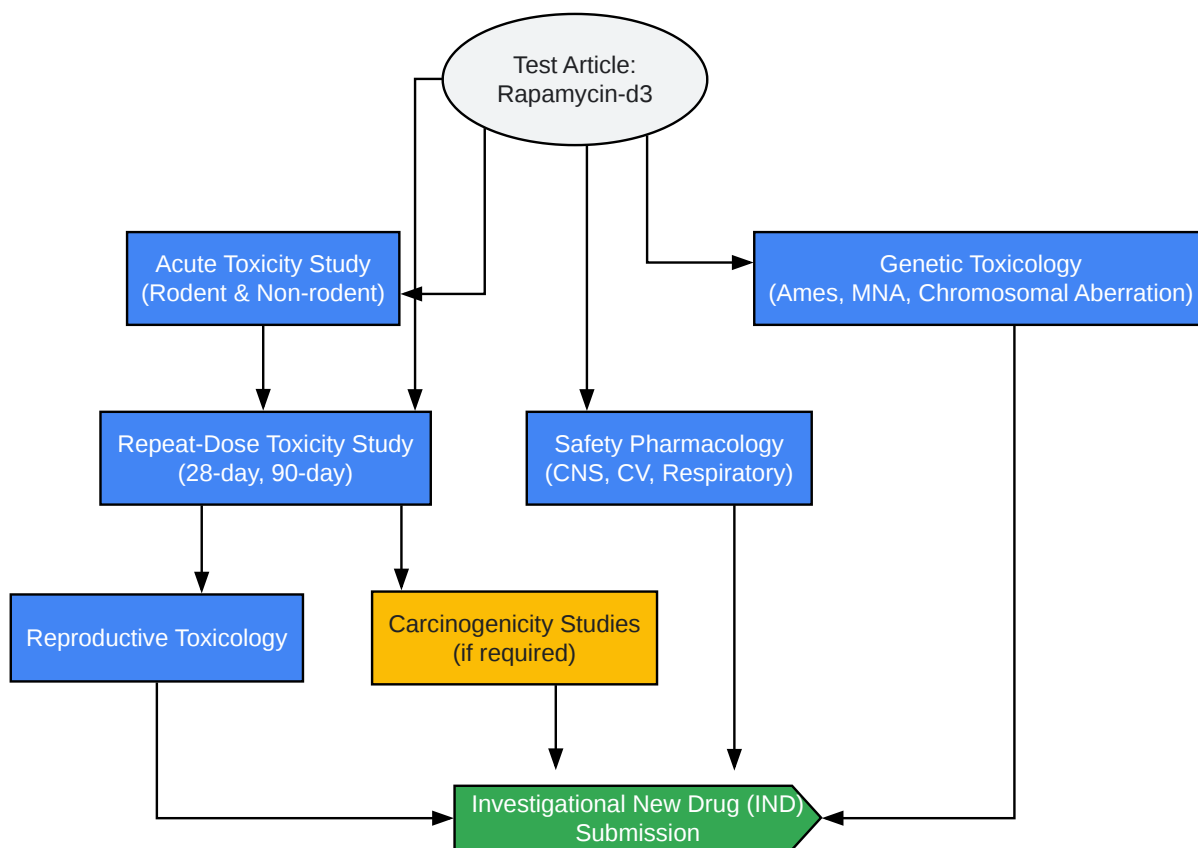 Test Article:
Rapamycin-d3
Acute Toxicity Study
(Rodent & Non-rodent)
Genetic Toxicology
(Ames, MNA, Chromosomal Aberration)
Repeat-Dose Toxicity Study
(28-day, 90-day)
Safety Pharmacology
(CNS, CV, Respiratory)
Reproductive Toxicology
Carcinogenicity Studies
(if required)
Investigational New Drug (IND)
Submission